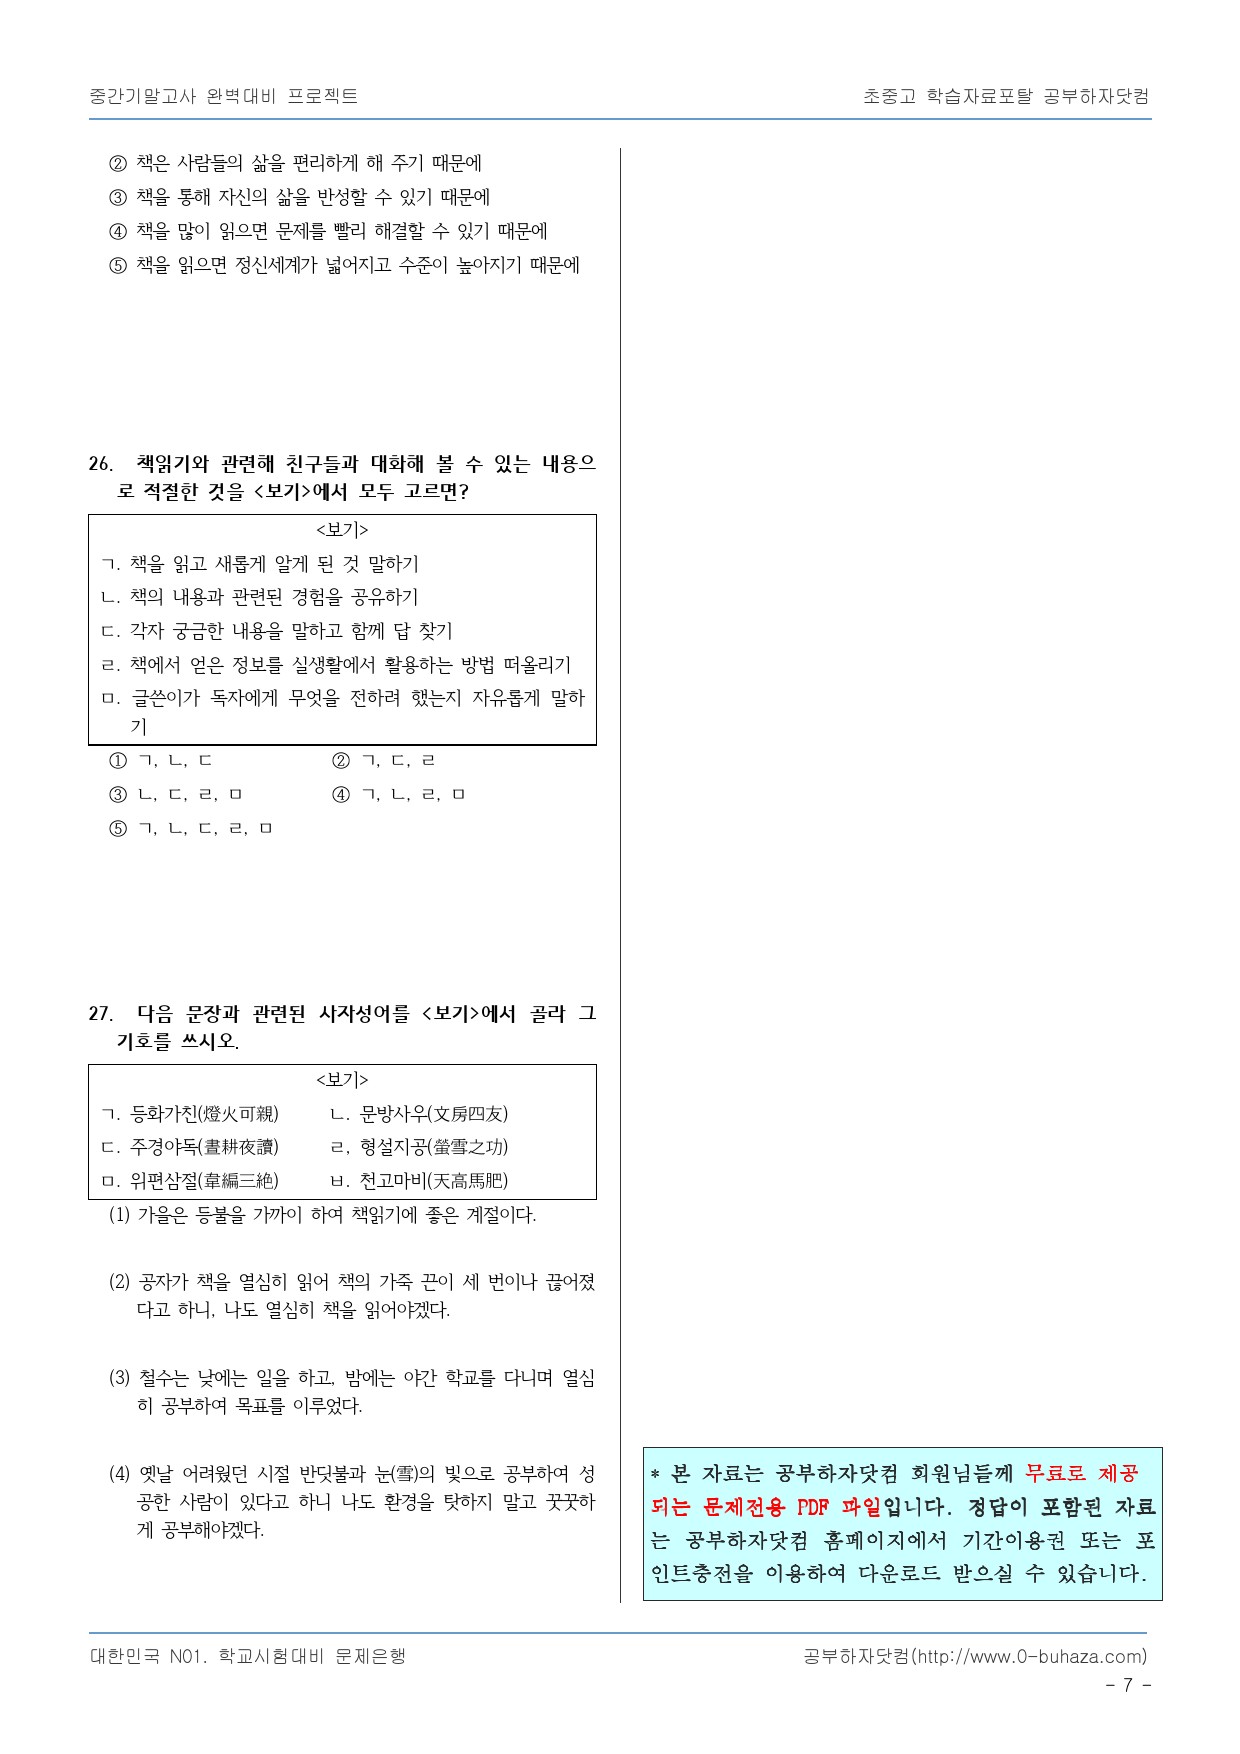 중간기말고사 완벽대비 프로젝트
초중고 학습자료포탈 공부하자닷컴
② 책은 사람들의 삶을 편리하게 해 주기 때문에
③ 책을 통해 자신의 삶을 반성할 수 있기 때문에
④ 책을 많이 읽으면 문제를 빨리 해결할 수 있기 때문에
⑤ 책을 읽으면 정신세계가 넓어지고 수준이 높아지기 때문에
26. 책읽기와 관련해 친구들과 대화해 볼 수 있는 내용으
로 적절한 것을 <보기>에서 모두 고르면?
<보기>
ㄱ. 책을 읽고 새롭게 알게 된 것 말하기
ㄴ. 책의 내용과 관련된 경험을 공유하기
ㄷ. 각자 궁금한 내용을 말하고 함께 답 찾기
ㄹ. 책에서 얻은 정보를 실생활에서 활용하는 방법 떠올리기
ㅁ. 글쓴이가 독자에게 무엇을 전하려 했는지 자유롭게 말하
기
① ㄱ, ㄴ, ㄷ ② ㄱ, ㄷ, ㄹ
③ ㄴ, ㄷ, ㄹ, ㅁ ④ ㄱ, ㄴ, ㄹ, ㅁ
⑤ ㄱ, ㄴ, ㄷ, ㄹ, ㅁ
27. 다음 문장과 관련된 사자성어를 <보기>에서 골라 그
기호를 쓰시오.
<보기>
ㄱ. 등화가친(燈火可親) ㄴ. 문방사우(文房四友)
ㄷ. 주경야독(晝耕夜讀) ㄹ, 형설지공(螢雪之功)
ㅁ. 위편삼절(韋編三絶) ㅂ. 천고마비(天高馬肥)
(1) 가을은 등불을 가까이 하여 책읽기에 좋은 계절이다.
(2) 공자가 책을 열심히 읽어 책의 가죽 끈이 세 번이나 끊어졌
다고 하니, 나도 열심히 책을 읽어야겠다.
(3) 철수는 낮에는 일을 하고, 밤에는 야간 학교를 다니며 열심
히 공부하여 목표를 이루었다.
(4) 옛날 어려웠던 시절 반딧불과 눈(雪)의 빛으로 공부하여 성
공한 사람이 있다고 하니 나도 환경을 탓하지 말고 꿋꿋하
게 공부해야겠다.
* 본 자료는 공부하자닷컴 회원님들께 무료로 제공
되는 문제전용 PDF 파일입니다. 정답이 포함된 자료
는 공부하자닷컴 홈페이지에서 기간이용권 또는 포
인트충전을 이용하여 다운로드 받으실 수 있습니다.
대한민국 N01. 학교시험대비 문제은행
공부하자닷컴(http://www.0-buhaza.com)
- 7 -